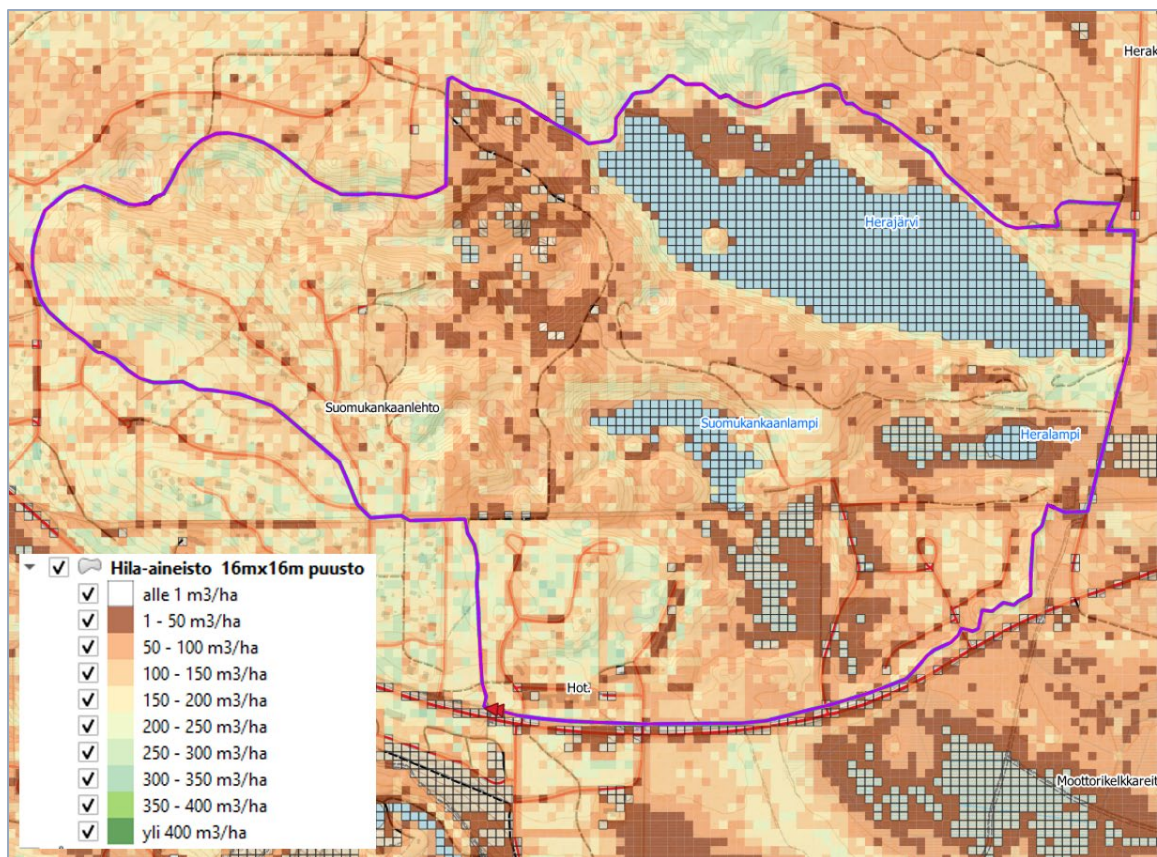 Herak
Herajärvi
Suomukankaanlehto
Suomukankaanlampi
Heralampi
Hot.
Moottorikelkkareit
Hila-aineisto 16mx16m puusto
alle 1 m3/ha
1 - 50 m3/ha
50 - 100 m3/ha
100 - 150 m3/ha
150 - 200 m3/ha
200 - 250 m3/ha
250 - 300 m3/ha
300 - 350 m3/ha
350 - 400 m3/ha
yli 400 m3/ha